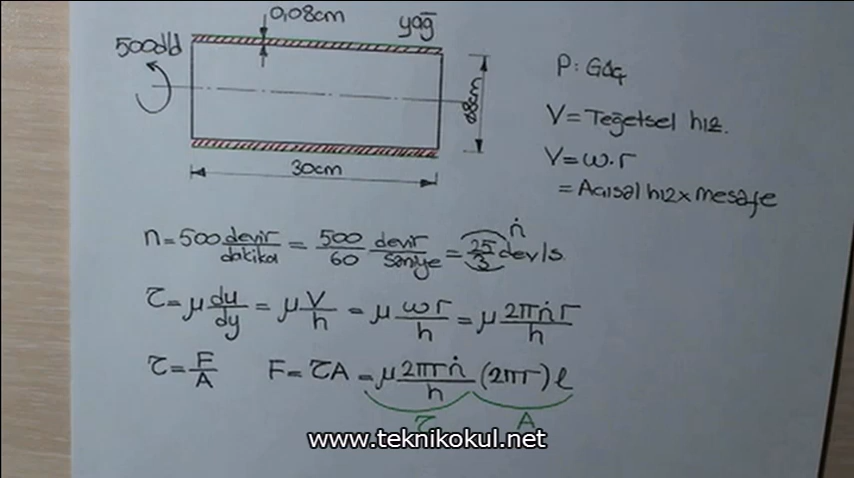 0,08cm
yağ
500d/d
8cm
30cm
P: Güç
V = Teğetsel hız.
V = ω.r
= Açısal hız x mesafe
n = 500 devir/dakika = 500/60 devir/saniye = 25/3 dev/s ṅ
τ = μ du/dy = μ V/h = μ ωr/h = μ 2πṅr/h
τ = F/A F = τA = μ 2πrṅ/h (2πr) l
τ A
www.teknikokul.net